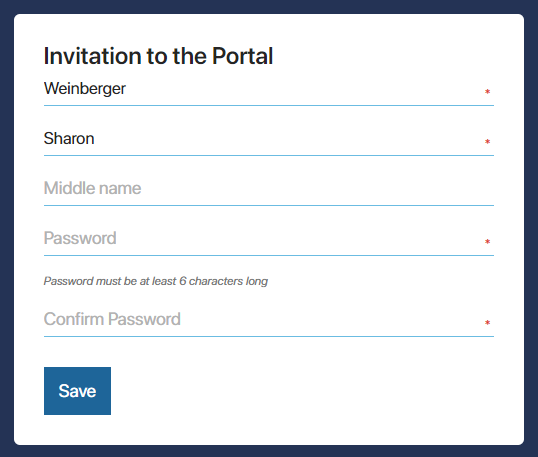 Invitation to the Portal
Weinberger
*
Sharon
*
Middle name
Password
*
Password must be at least 6 characters long
Confirm Password
*
Save